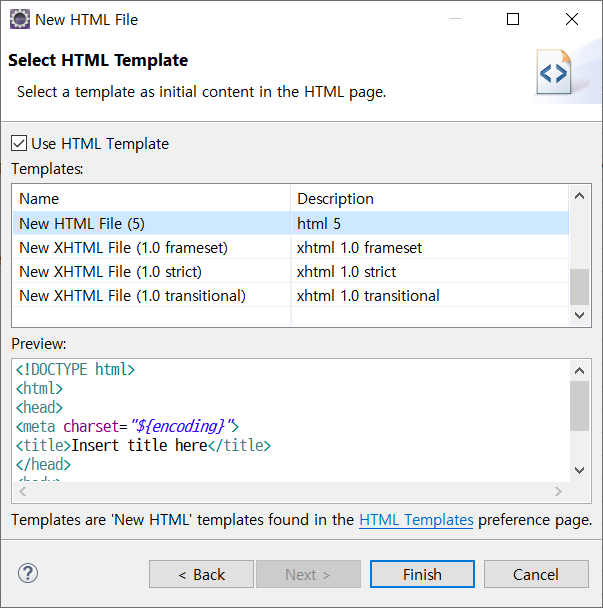 New HTML File
Select HTML Template
Select a template as initial content in the HTML page.
Use HTML Template
Templates:
Name Description
New HTML File (5) html 5
New XHTML File (1.0 frameset) xhtml 1.0 frameset
New XHTML File (1.0 strict) xhtml 1.0 strict
New XHTML File (1.0 transitional) xhtml 1.0 transitional
Preview:
<!DOCTYPE html>
<html>
<head>
<meta charset="${encoding}">
<title>Insert title here</title>
</head>
<body>
Templates are 'New HTML' templates found in the HTML Templates preference page.
? < Back Next > Finish Cancel